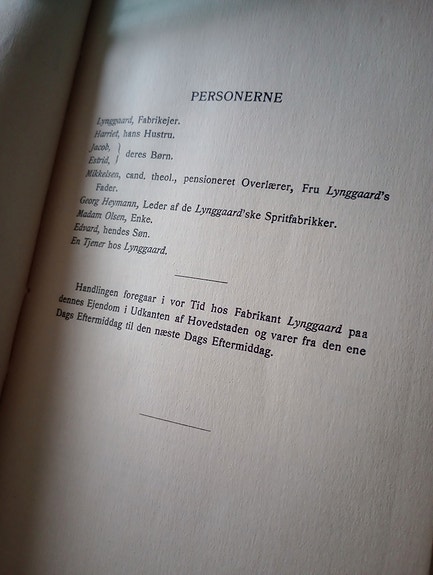 PERSONERNE
Lynggaard, Fabrikejer.
Harriet, hans Hustru.
Jacob, } deres Børn.
Estrid, }
Mikkelsen, cand. theol., pensioneret Overlærer, Fru Lynggaard's
Fader.
Georg Heymann, Leder af de Lynggaard'ske Spritfabrikker.
Madam Olsen, Enke.
Edvard, hendes Søn.
En Tjener hos Lynggaard.
Handlingen foregaar i vor Tid hos Fabrikant Lynggaard paa
dennes Ejendom i Udkanten af Hovedstaden og varer fra den ene
Dags Eftermiddag til den næste Dags Eftermiddag.